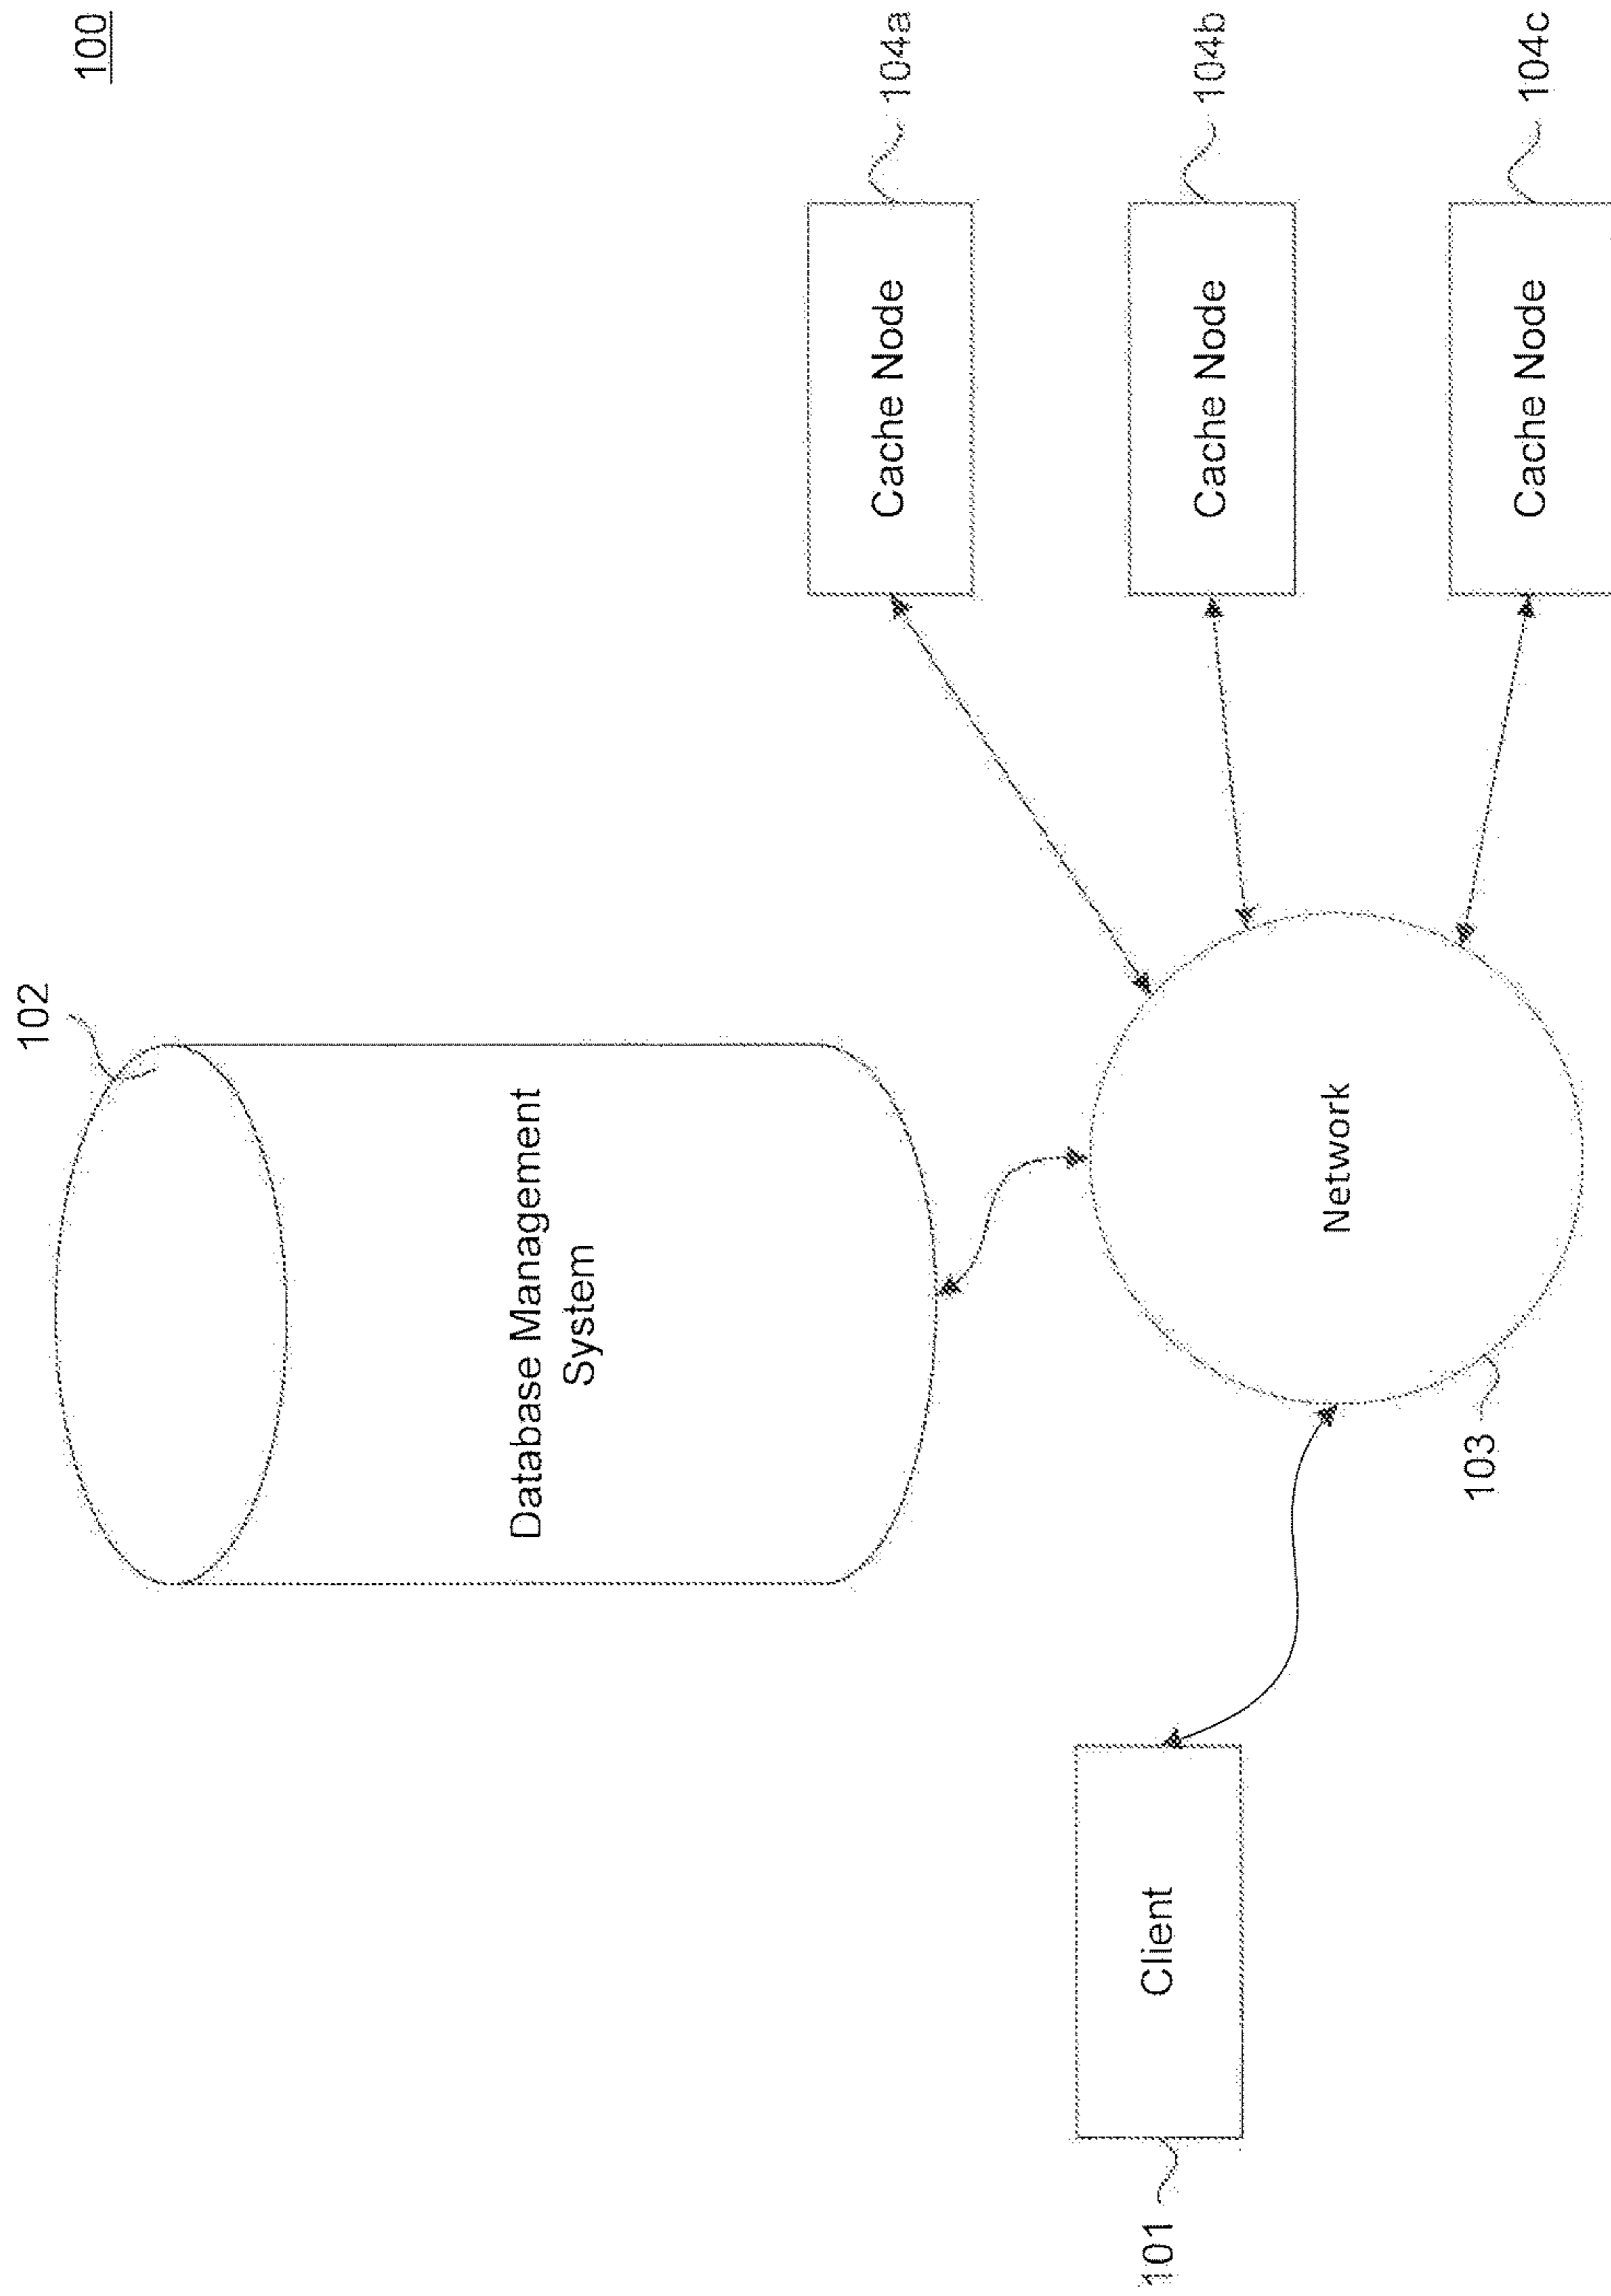 100
102
Database Management
System
104a
Cache Node
104b
Cache Node
Client
Network
101
103
104c
Cache Node